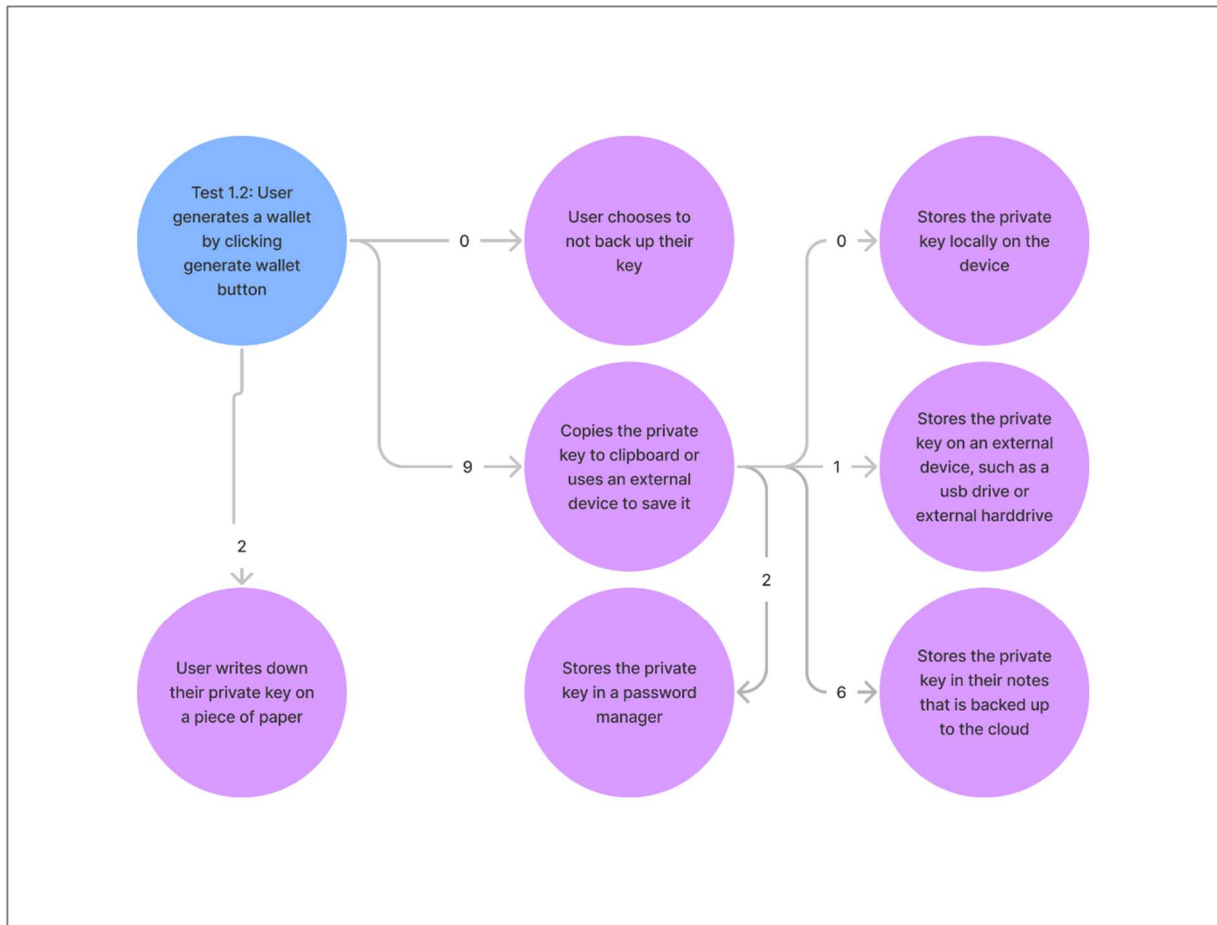 Test 1.2: User
generates a wallet
by clicking
generate wallet
button
0
User chooses to
not back up their
key
0
Stores the private
key locally on the
device
9
Copies the private
key to clipboard or
uses an external
device to save it
1
Stores the private
key on an external
device, such as a
usb drive or
external harddrive
2
User writes down
their private key on
a piece of paper
2
Stores the private
key in a password
manager
6
Stores the private
key in their notes
that is backed up
to the cloud